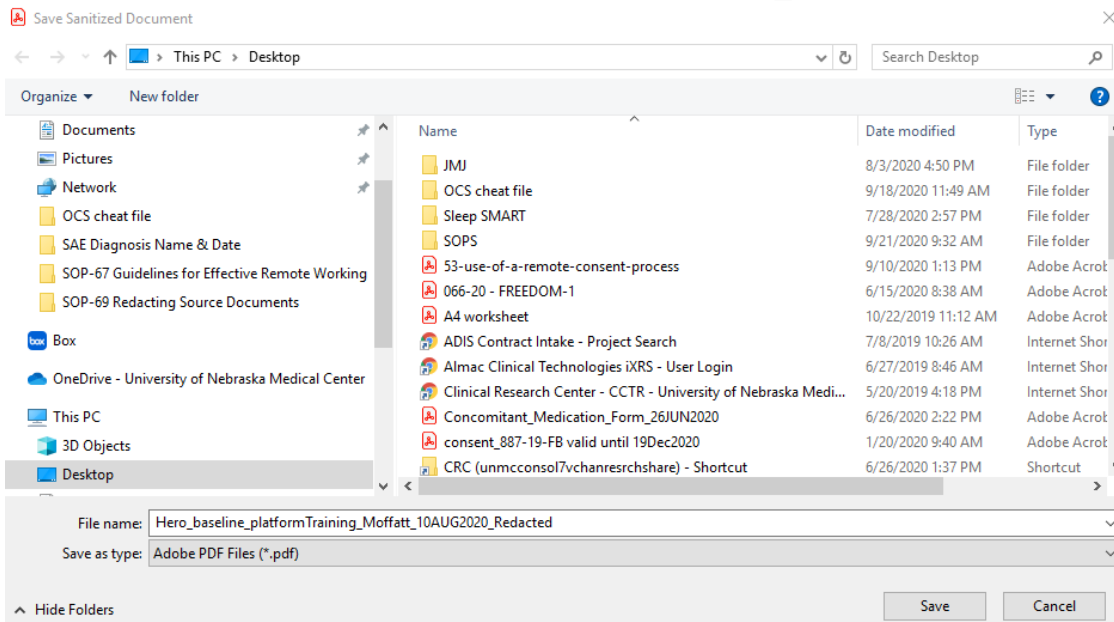 Save Sanitized Document
This PC > Desktop
Search Desktop
Organize
New folder
?
Documents
Pictures
Network
OCS cheat file
SAE Diagnosis Name & Date
SOP-67 Guidelines for Effective Remote Working
SOP-69 Redacting Source Documents
box Box
OneDrive - University of Nebraska Medical Center
This PC
3D Objects
Desktop
Name Date modified Type
JMJ 8/3/2020 4:50 PM File folder
OCS cheat file 9/18/2020 11:49 AM File folder
Sleep SMART 7/28/2020 2:57 PM File folder
SOPS 9/21/2020 9:32 AM File folder
53-use-of-a-remote-consent-process 9/10/2020 1:13 PM Adobe Acrob
066-20 - FREEDOM-1 6/15/2020 8:38 AM Adobe Acrob
A4 worksheet 10/22/2019 11:12 AM Adobe Acrob
ADIS Contract Intake - Project Search 7/8/2019 10:26 AM Internet Shor
Almac Clinical Technologies iXRS - User Login 6/27/2019 8:46 AM Internet Shor
Clinical Research Center - CCTR - University of Nebraska Medi... 5/20/2019 4:18 PM Internet Shor
Concomitant_Medication_Form_26JUN2020 6/26/2020 2:22 PM Adobe Acrob
consent_887-19-FB valid until 19Dec2020 1/20/2020 9:40 AM Adobe Acrob
CRC (unmcconsol7vchanresrchshare) - Shortcut 6/26/2020 1:37 PM Shortcut
File name: Hero_baseline_platformTraining_Moffatt_10AUG2020_Redacted
Save as type: Adobe PDF Files (*.pdf)
Hide Folders
Save
Cancel